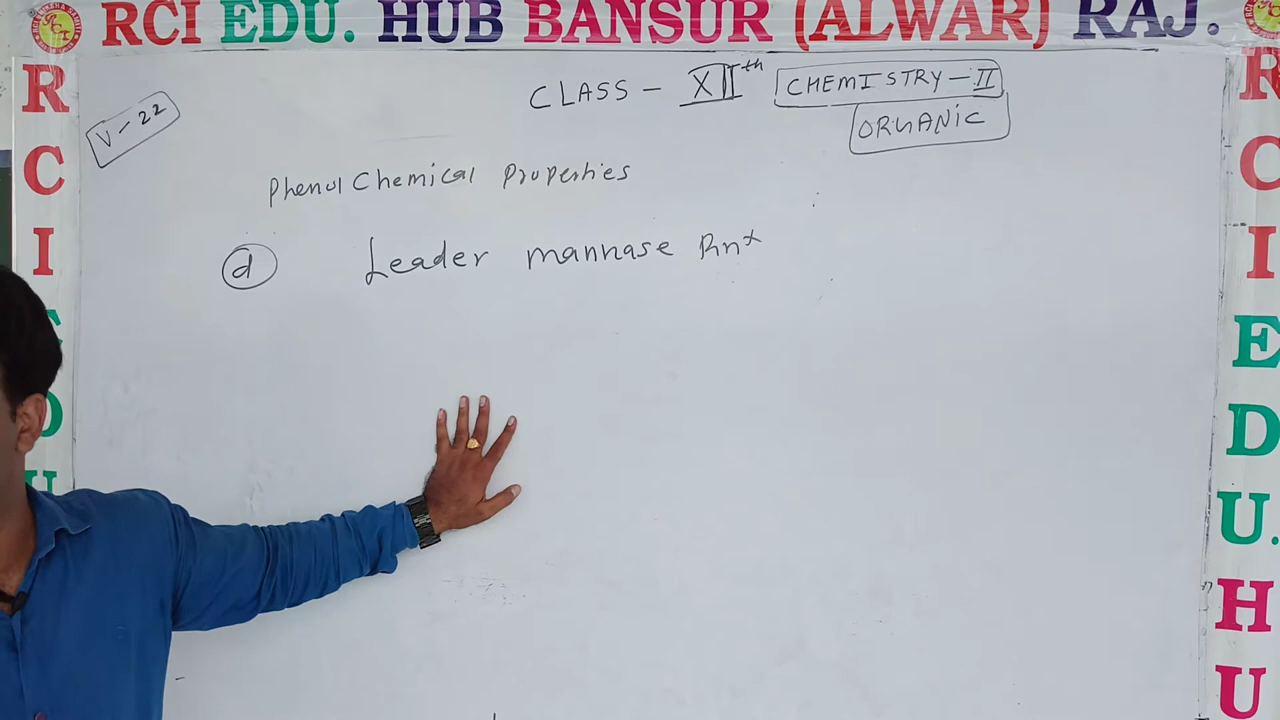 RCI EDU. HUB BANSUR (ALWAR) RAJ.
CLASS - XIIth CHEMISTRY-II
ORGANIC
V-22
Phenol Chemical Properties
d Leader mannase Rnx
R
C
I
E
D
U
R
C
I
E
D
U.
H
U